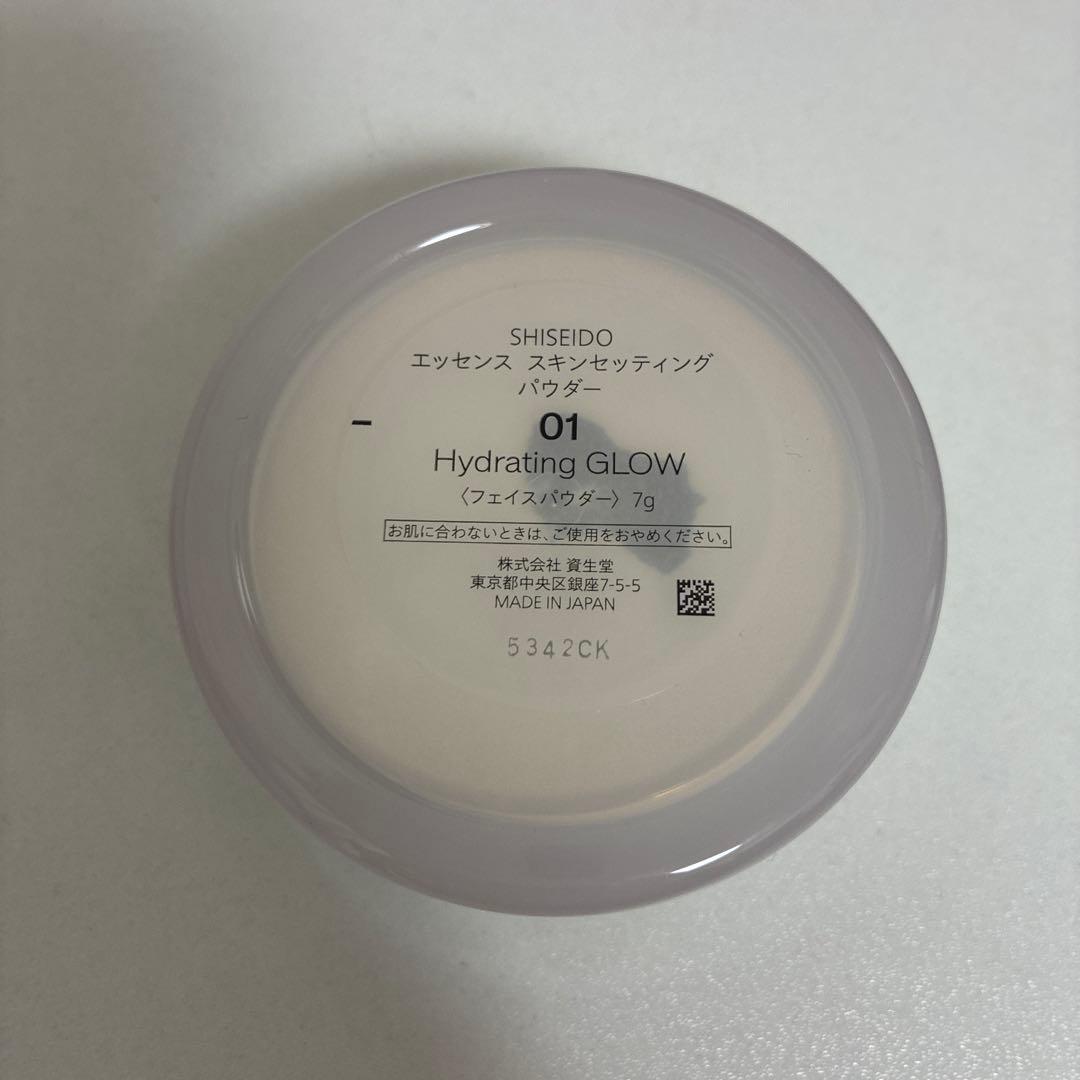 SHISEIDO
エッセンス スキンセッティング
パウダー
01
Hydrating GLOW
〈フェイスパウダー〉 7g
お肌に合わないときは、ご使用をおやめください。
株式会社 資生堂
東京都中央区銀座7-5-5
MADE IN JAPAN
5342CK